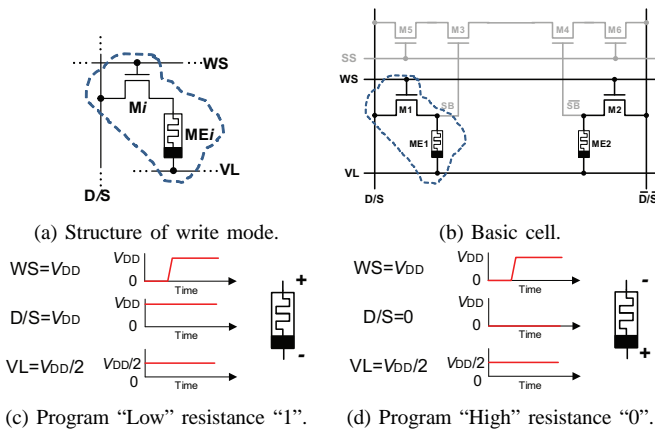 WS
Mi
MEi
VL
D/S
(a) Structure of write mode.
M5 M3 M4 M6
SS
WS
M1 SB SB M2
ME1 ME2
VL
D/S D/S
(b) Basic cell.
WS=VDD VDD 0 Time
D/S=VDD VDD 0 Time
VL=VDD/2 VDD/2 0 Time
+
-
(c) Program “Low” resistance “1”.
WS=VDD VDD 0 Time
D/S=0 VDD 0 Time
VL=VDD/2 VDD/2 0 Time
-
+
(d) Program “High” resistance “0”.